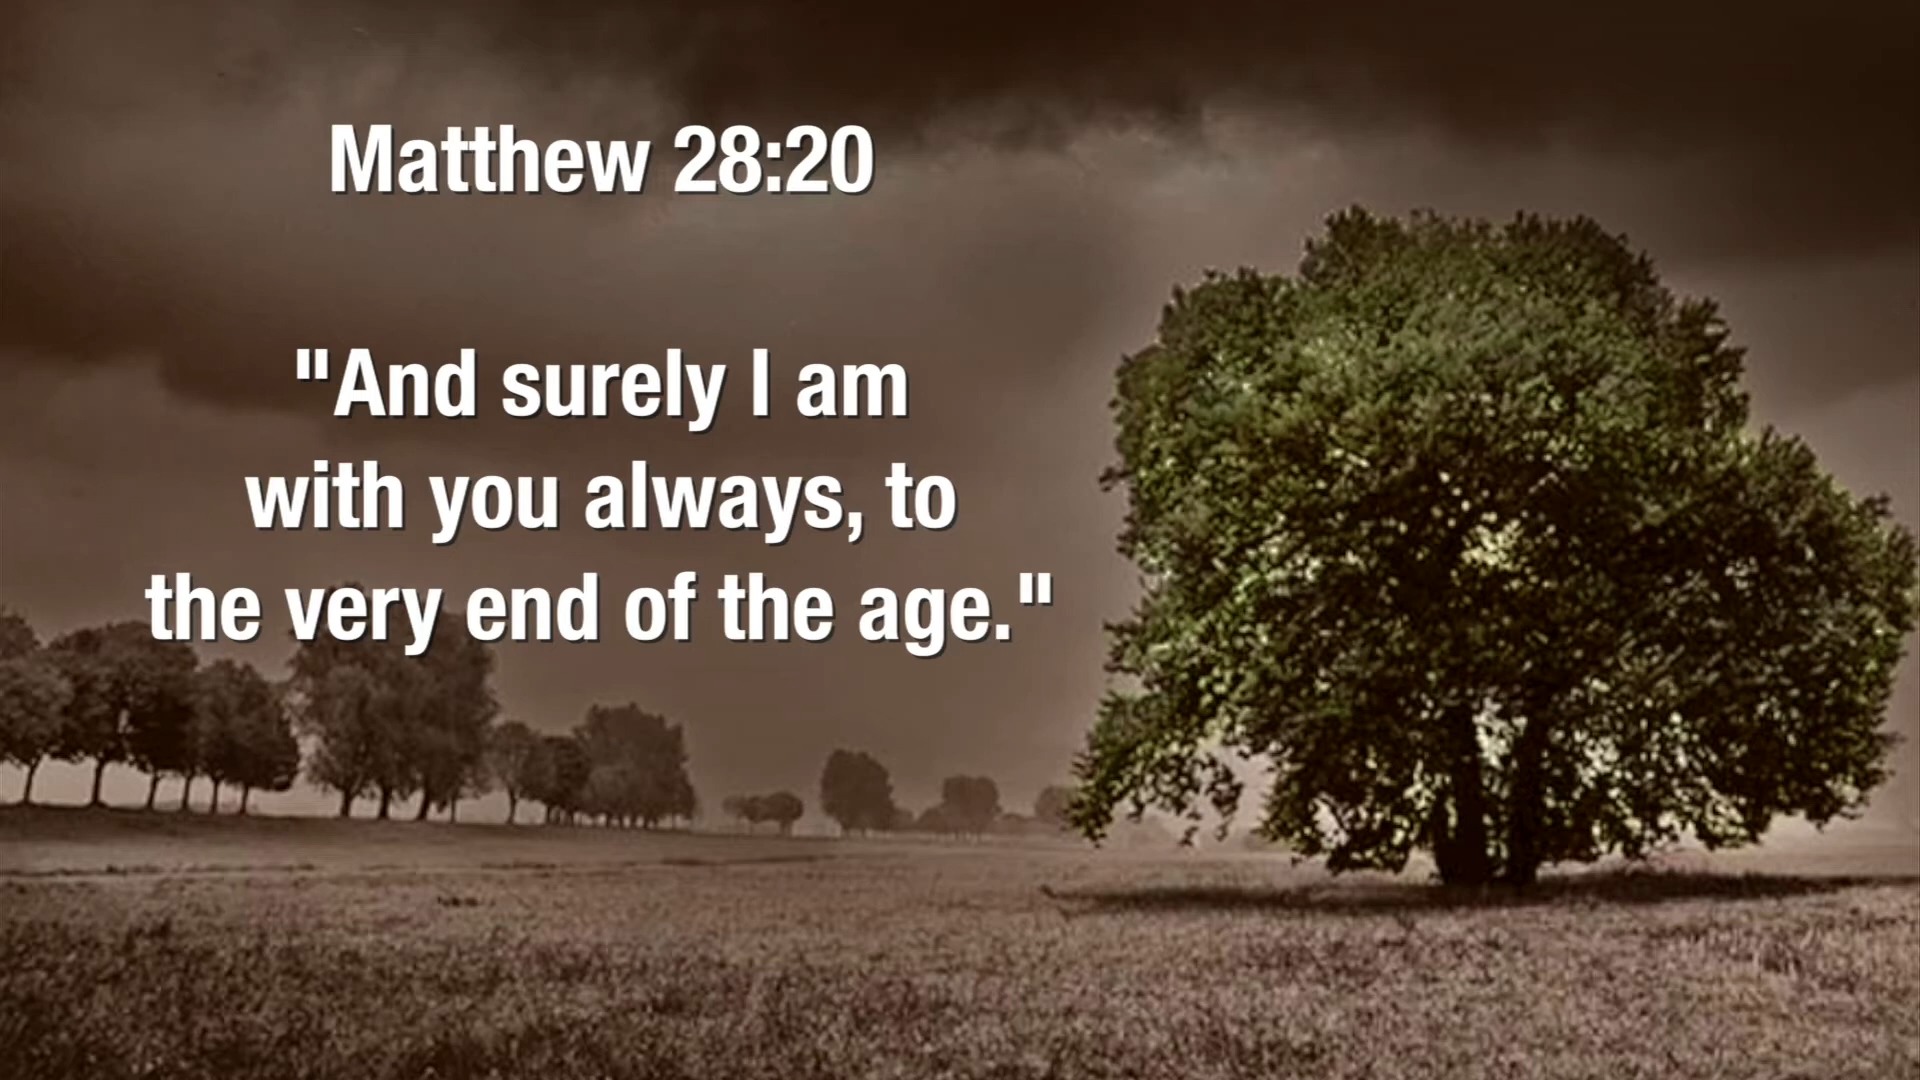 Matthew 28:20
"And surely I am
with you always, to
the very end of the age."